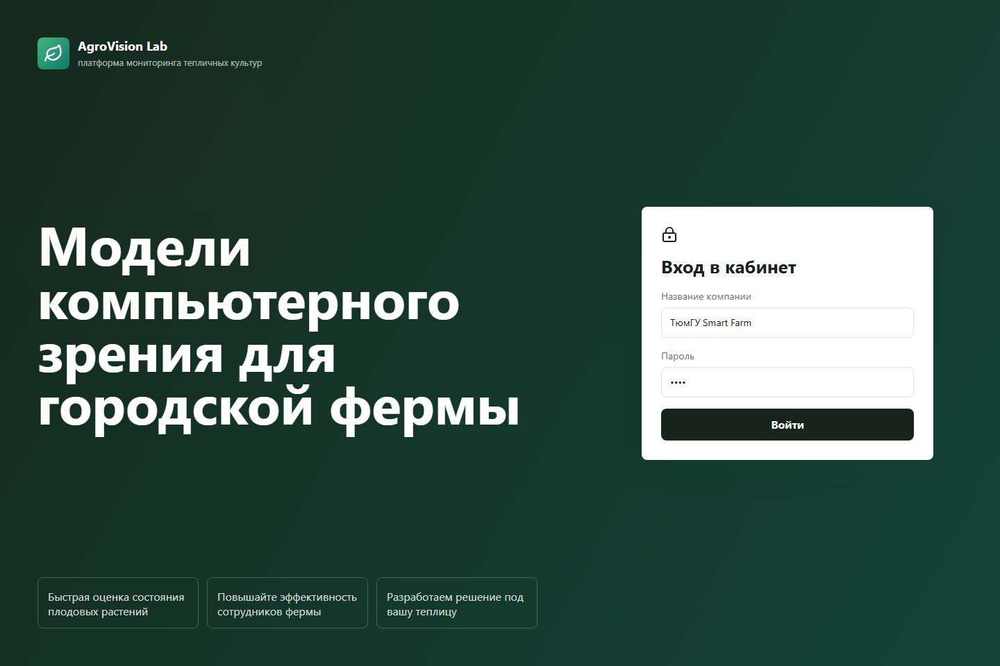 AgroVision Lab
платформа мониторинга тепличных культур
Модели
компьютерного
зрения для
городской фермы
Вход в кабинет
Название компании
ТюмГУ Smart Farm
Пароль
••••
Войти
Быстрая оценка состояния
плодовых растений
Повышайте эффективность
сотрудников фермы
Разработаем решение под
вашу теплицу